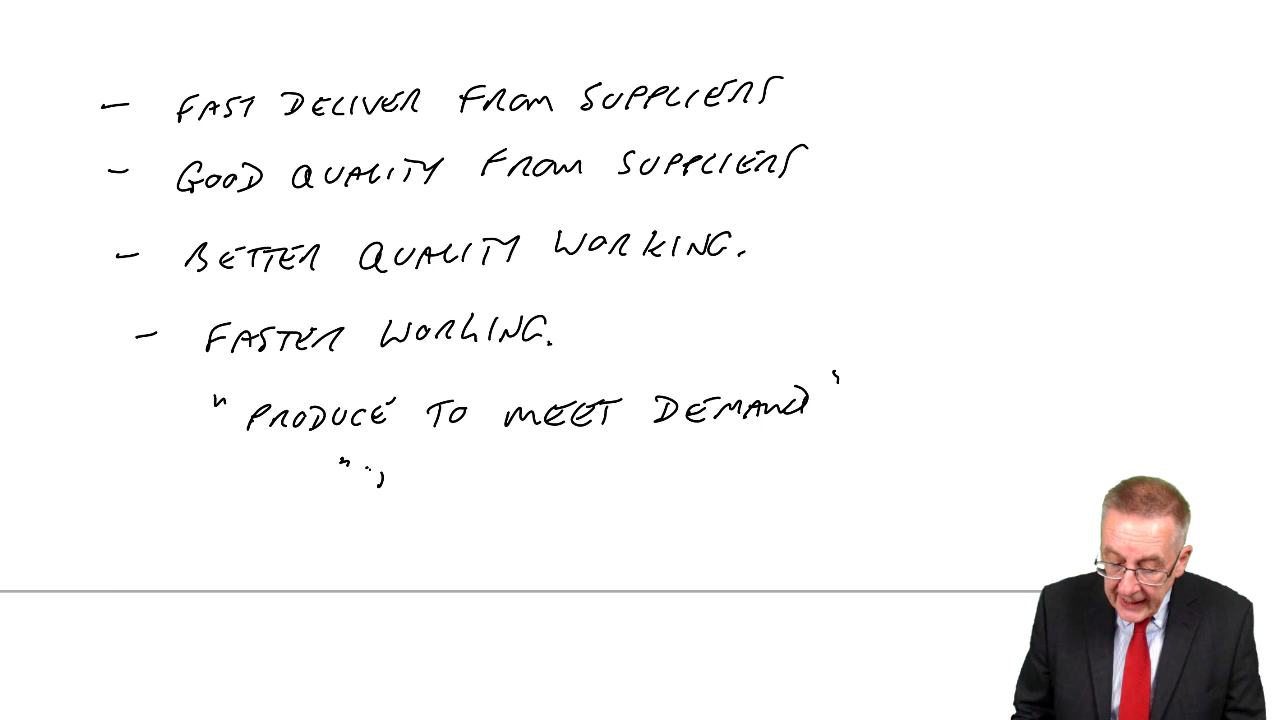 - FAST DELIVER FROM SUPPLIERS
- GOOD QUALITY FROM SUPPLIERS
- BETTER QUALITY WORKING.
- FASTER WORKING.
"PRODUCE TO MEET DEMAND"